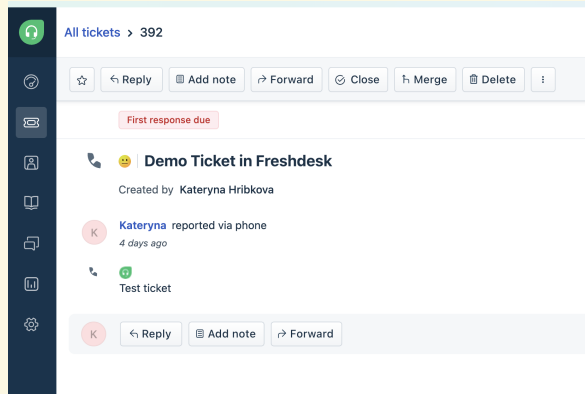 All tickets > 392
Reply Add note Forward Close Merge Delete
First response due
Demo Ticket in Freshdesk
Created by Kateryna Hribkova
K Kateryna reported via phone
4 days ago
Test ticket
K Reply Add note Forward